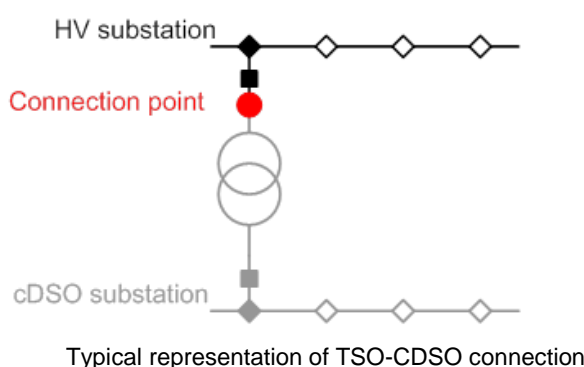 HV substation
Connection point
cDSO substation
Typical representation of TSO-CDSO connection